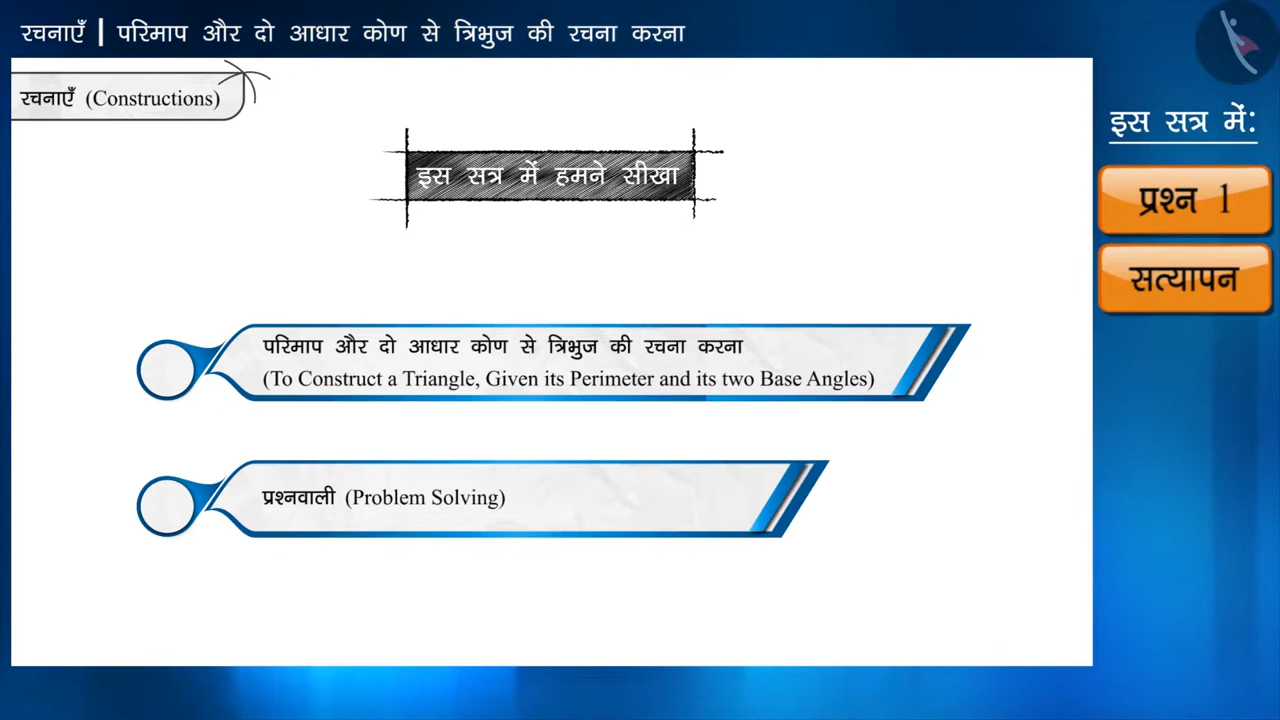 रचनाएँ | परिमाप और दो आधार कोण से त्रिभुज की रचना करना
रचनाएँ (Constructions)
इस सत्र में हमने सीखा
परिमाप और दो आधार कोण से त्रिभुज की रचना करना
(To Construct a Triangle, Given its Perimeter and its two Base Angles)
प्रश्नवाली (Problem Solving)
इस सत्र में:
प्रश्न 1
सत्यापन